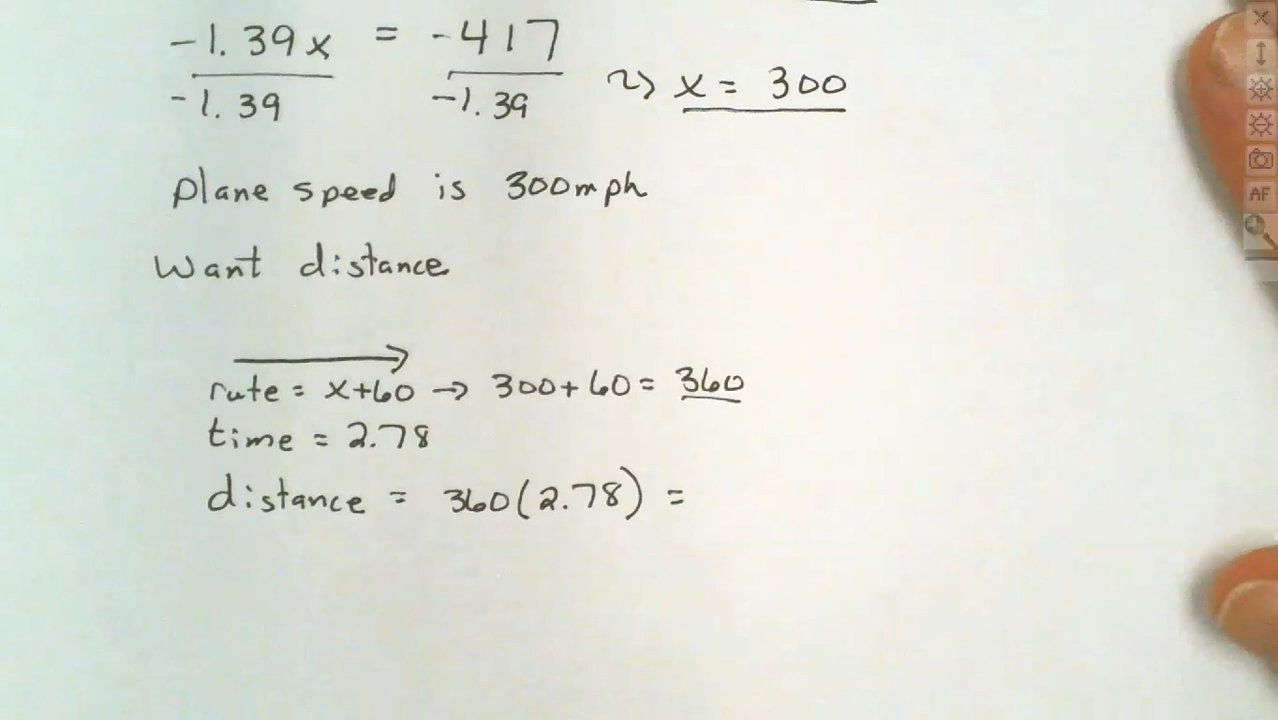 -1.39x = -417
-1.39 -1.39 => x = 300
plane speed is 300mph
Want distance
rate = x+60 → 300+60 = 360
time = 2.78
distance = 360(2.78) =
AF